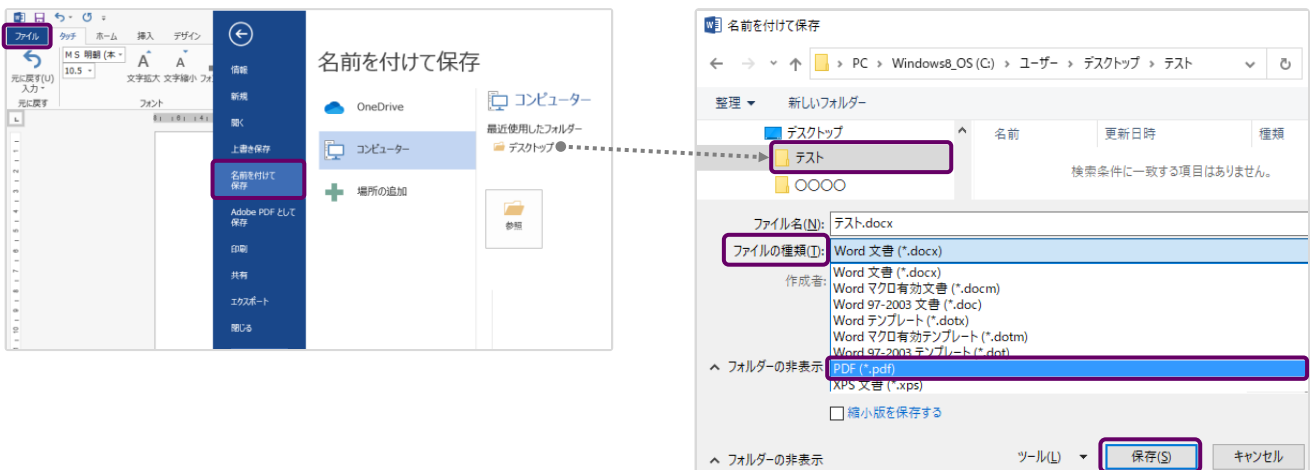 ファイル タッチ ホーム 挿入 デザイン
MS 明朝 (本
10.5
元に戻す(U)
入力
文字拡大 文字縮小 フォ
元に戻す
フォント
情報
新規
開く
上書き保存
名前を付けて
保存
Adobe PDF として
保存
印刷
共有
エクスポート
閉じる
名前を付けて保存
OneDrive
コンピューター
場所の追加
コンピューター
最近使用したフォルダー
デスクトップ
参照
名前を付けて保存
PC > Windows8_OS (C:) > ユーザー > デスクトップ > テスト
整理 ▼ 新しいフォルダー
デスクトップ
テスト
〇〇〇〇
名前 更新日時 種類
検索条件に一致する項目はありません。
ファイル名(N): テスト.docx
ファイルの種類(T): Word 文書 (*.docx)
作成者:
Word 文書 (*.docx)
Word マクロ有効文書 (*.docm)
Word 97-2003 文書 (*.doc)
Word テンプレート (*.dotx)
Word マクロ有効テンプレート (*.dotm)
Word 97-2003 テンプレート (*.dot)
フォルダーの非表示
PDF (*.pdf)
XPS 文書 (*.xps)
縮小版を保存する
フォルダーの非表示
ツール(L) ▼ 保存(S) キャンセル